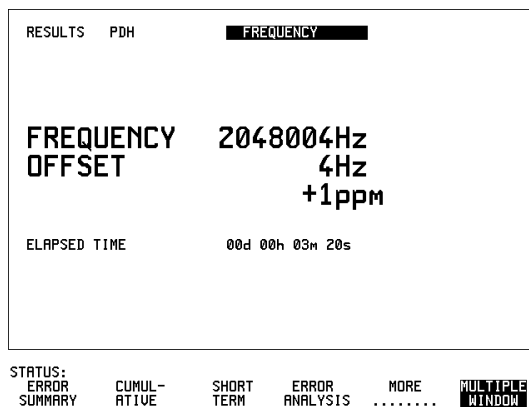 RESULTS PDH FREQUENCY
FREQUENCY 2048004Hz
OFFSET 4Hz
+1ppm
ELAPSED TIME 00d 00h 03m 20s
STATUS:
ERROR CUMUL- SHORT ERROR MORE MULTIPLE
SUMMARY ATIVE TERM ANALYSIS ........ WINDOW